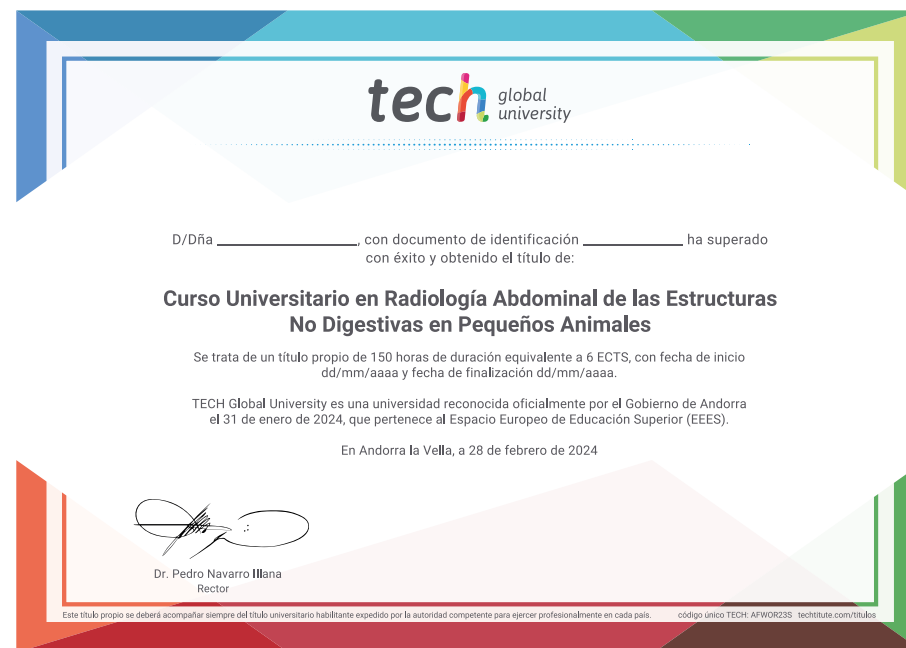 tech global university
D/Dña ____________________, con documento de identificación ______________ ha superado
con éxito y obtenido el título de:
Curso Universitario en Radiología Abdominal de las Estructuras
No Digestivas en Pequeños Animales
Se trata de un título propio de 150 horas de duración equivalente a 6 ECTS, con fecha de inicio
dd/mm/aaaa y fecha de finalización dd/mm/aaaa.
TECH Global University es una universidad reconocida oficialmente por el Gobierno de Andorra
el 31 de enero de 2024, que pertenece al Espacio Europeo de Educación Superior (EEES).
En Andorra la Vella, a 28 de febrero de 2024
Dr. Pedro Navarro Illana
Rector
Este título propio se deberá acompañar siempre del título universitario habilitante expedido por la autoridad competente para ejercer profesionalmente en cada país. código único TECH: AFWOR23S techtitute.com/titulos